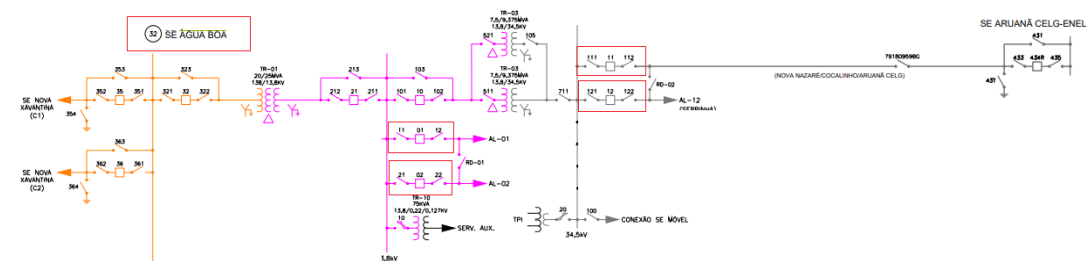 32 SE ÁGUA BOA
SE ARUANÃ CELG-ENEL
TR-03
7,5/9,375MVA
13,8/34,5KV
521
105
353
323
TR-01
20/25MVA
138/13,8KV
213
103
TR-03
7,5/9,375MVA
13,8/34,5KV
111 11 112
791809598G
431
433 434R 435
(NOVA NAZARÉ/COCALINHO/ARUANÃ CELG)
437
RD-02
SE NOVA
XAVANTINA
(C1)
352 35 351
321 32 322
212 21 211
101 10 102
511
711
121 12 122
AL-12
354
363
11 01 12
AL-01
RD-01
SE NOVA
XAVANTINA
(C2)
362 36 361
364
21 02 22
AL-02
TR-10
75KVA
13,8/0,22/0,127KV
10
SERV. AUX.
TPI
20
100
CONEXÃO SE MÓVEL
34,5kV
3,8kV